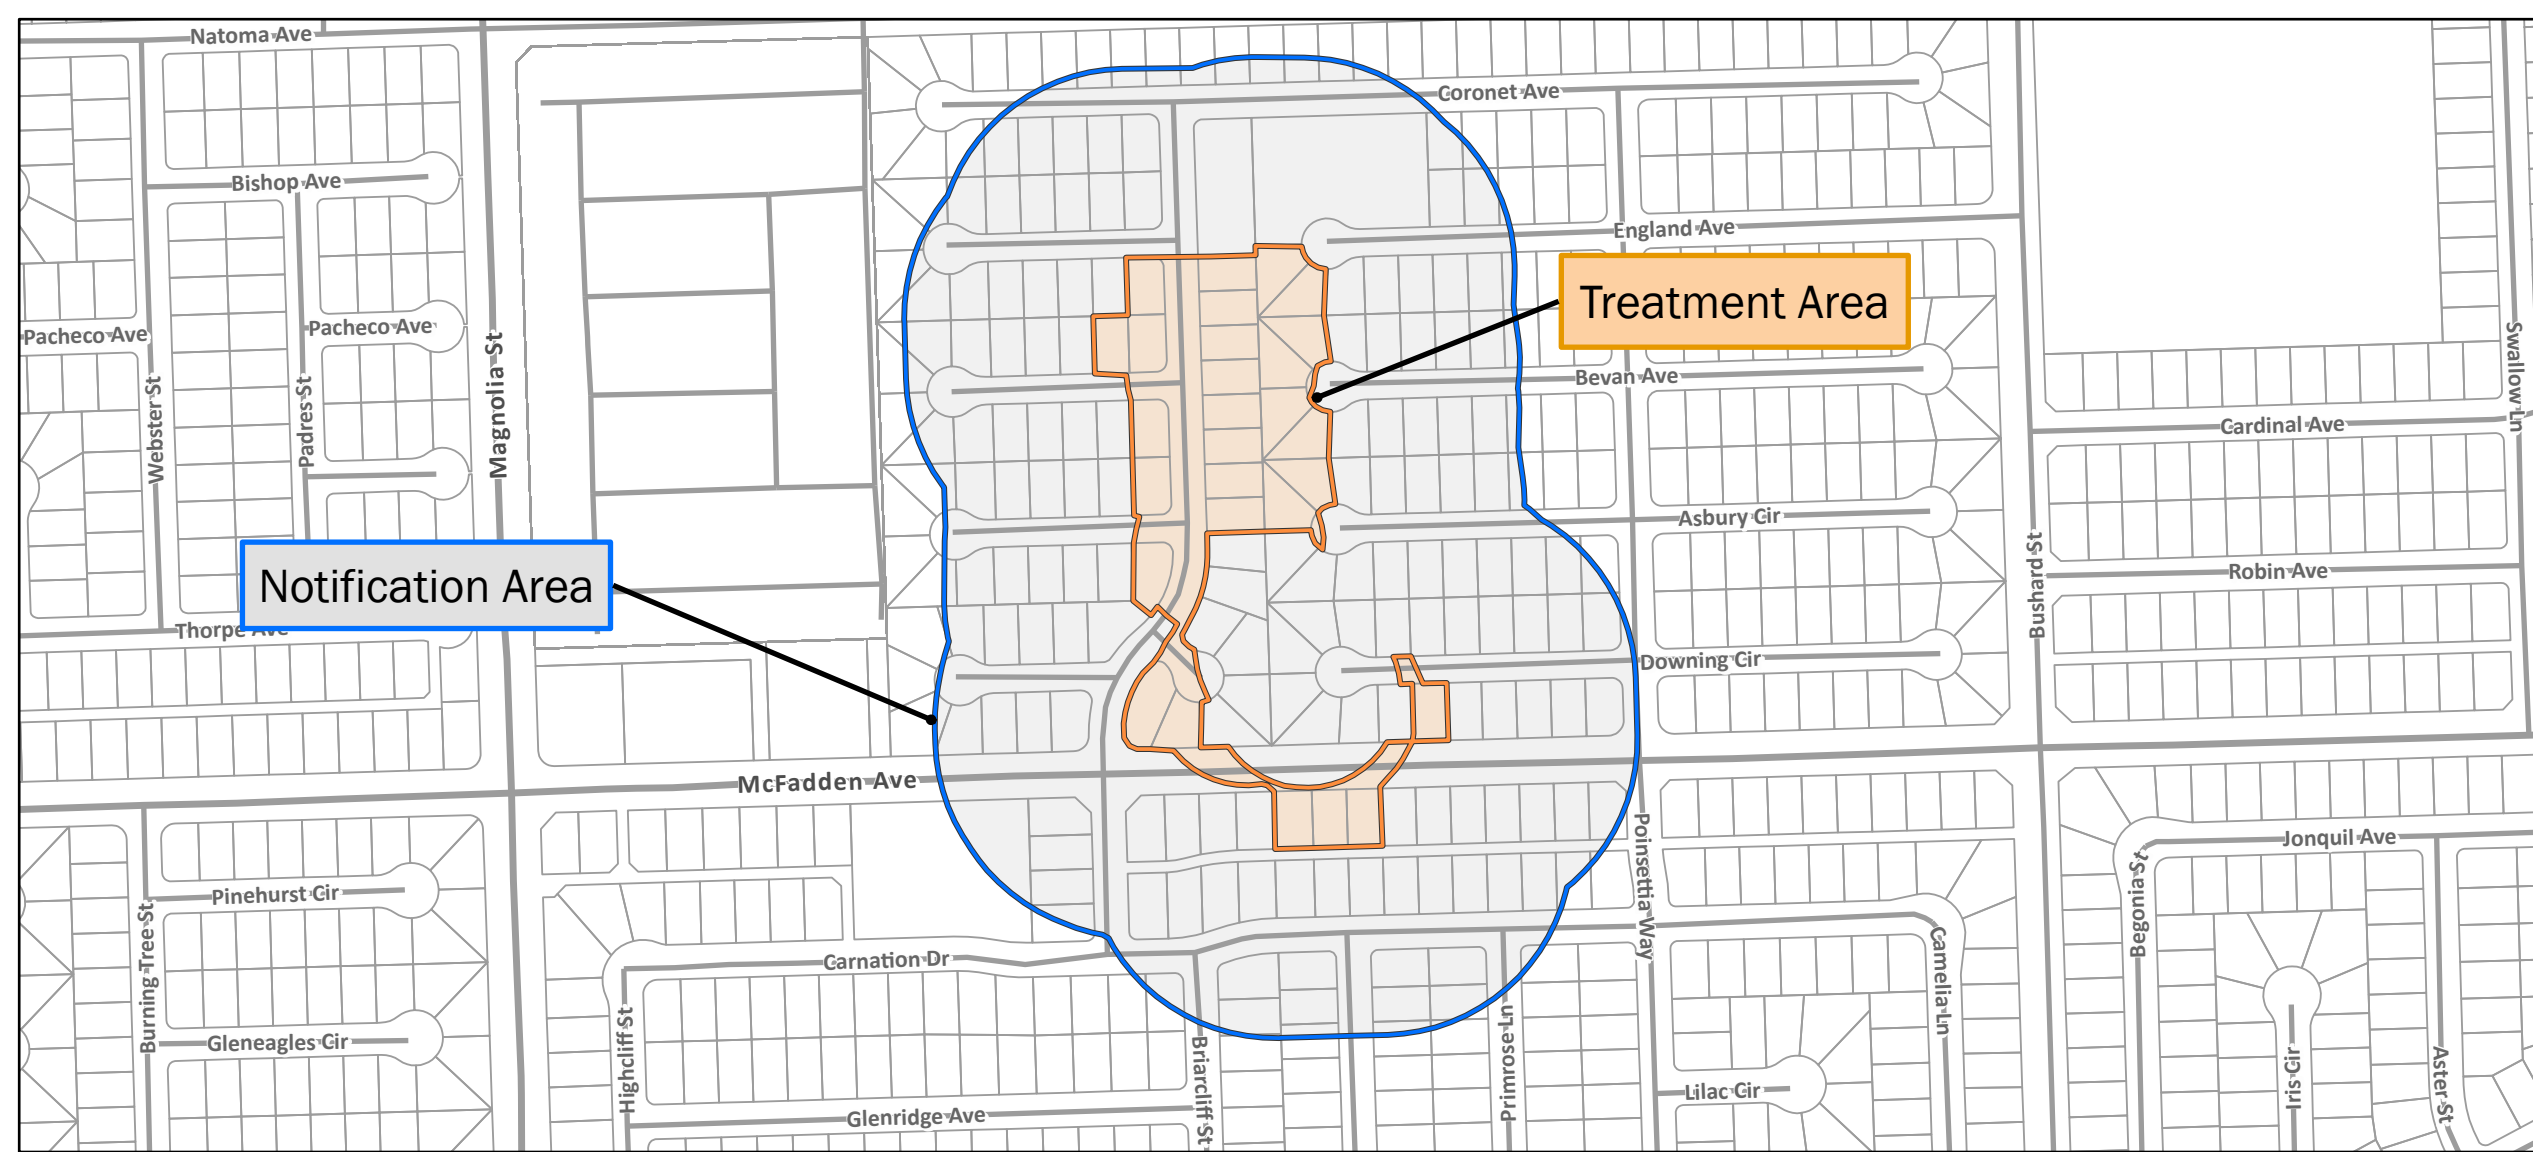 Natoma Ave
Coronet Ave
Bishop Ave
England Ave
Treatment Area
Pacheco Ave
Pacheco Ave
Magnolia St
Webster St
Padres St
Bevan Ave
Swallow Ln
Cardinal Ave
Asbury Cir
Notification Area
Bushard St
Robin Ave
Thorpe Ave
Downing Cir
McFadden Ave
Poinsettia Way
Jonquil Ave
Pinehurst Cir
Begonia St
Burning Tree St
Carnation Dr
Camelia Ln
Gleneagles Cir
Highcliff St
Briarcliff St
Primrose Ln
Lilac Cir
Iris Cir
Aster St
Glenridge Ave